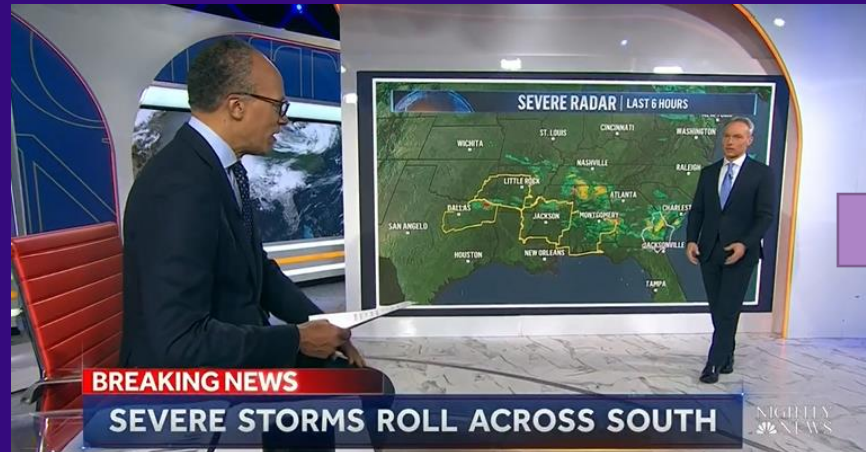 SEVERE RADAR | LAST 6 HOURS
ST. LOUIS
CINCINNATI
WASHINGTON
WICHITA
NASHVILLE
RALEIGH
LITTLE ROCK
ATLANTA
DALLAS
CHARLEST
JACKSON
MONTGOMERY
SAN ANGELO
JACKSONVILLE
HOUSTON
NEW ORLEANS
TAMPA
BREAKING NEWS
SEVERE STORMS ROLL ACROSS SOUTH
NIGHTLY
NEWS